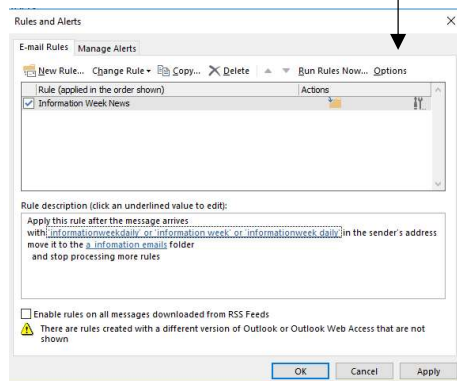 Rules and Alerts
E-mail Rules Manage Alerts
New Rule... Change Rule Copy... Delete Run Rules Now... Options
Rule (applied in the order shown) Actions
Information Week News
Rule description (click an underlined value to edit):
Apply this rule after the message arrives
with 'informationweekdaily' or 'information week' or 'informationweek daily' in the sender's address
move it to the a infomation emails folder
and stop processing more rules
Enable rules on all messages downloaded from RSS Feeds
There are rules created with a different version of Outlook or Outlook Web Access that are not
shown
OK Cancel Apply